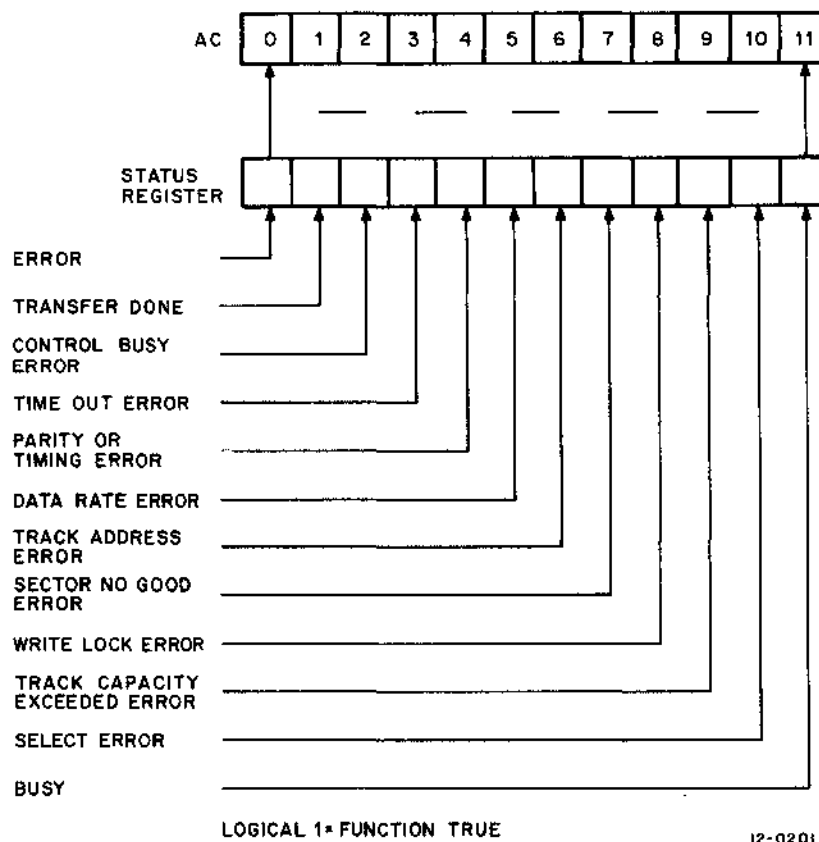 AC 0 1 2 3 4 5 6 7 8 9 10 11
STATUS
REGISTER
ERROR
TRANSFER DONE
CONTROL BUSY
ERROR
TIME OUT ERROR
PARITY OR
TIMING ERROR
DATA RATE ERROR
TRACK ADDRESS
ERROR
SECTOR NO GOOD
ERROR
WRITE LOCK ERROR
TRACK CAPACITY
EXCEEDED ERROR
SELECT ERROR
BUSY
LOGICAL 1= FUNCTION TRUE
12-0201